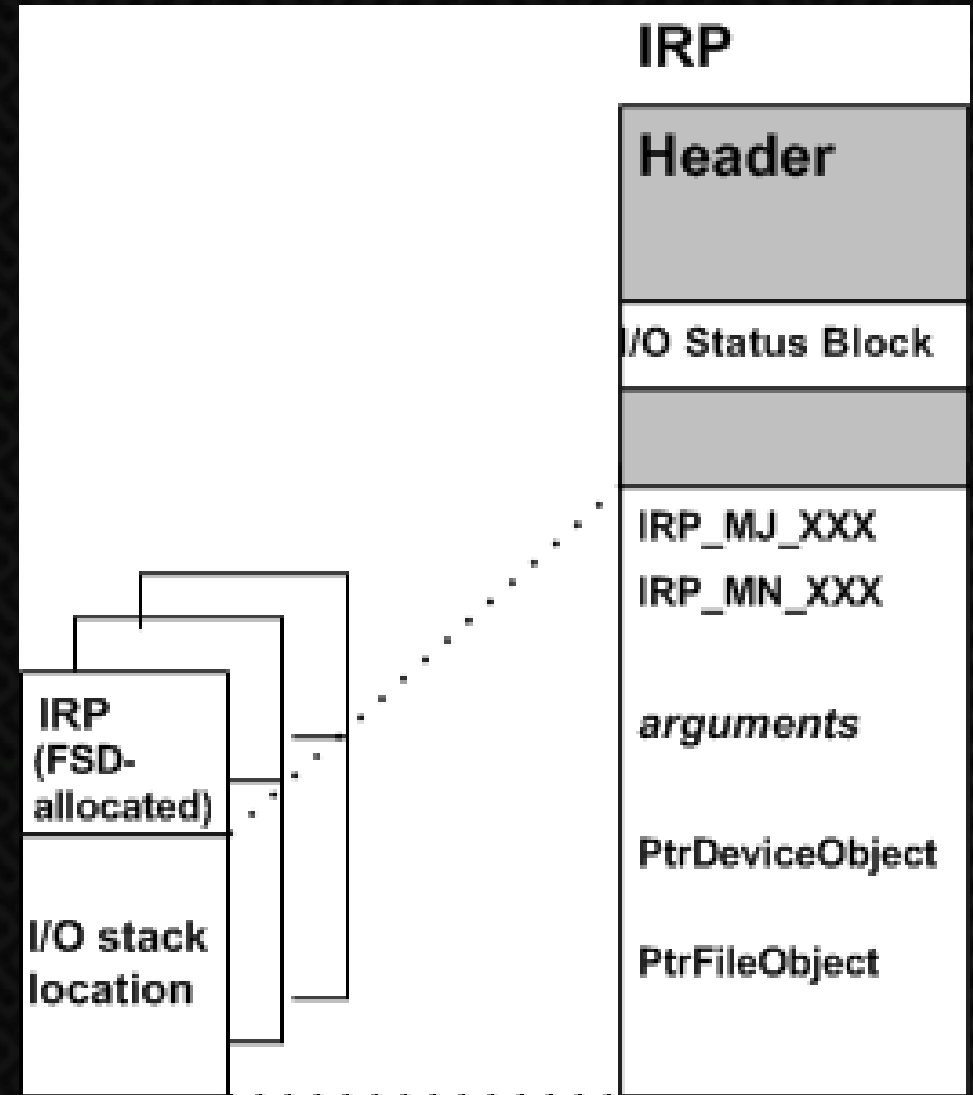 IRP
Header
I/O Status Block
IRP_MJ_XXX
IRP_MN_XXX
arguments
PtrDeviceObject
PtrFileObject
IRP
(FSD-
allocated)
I/O stack
location